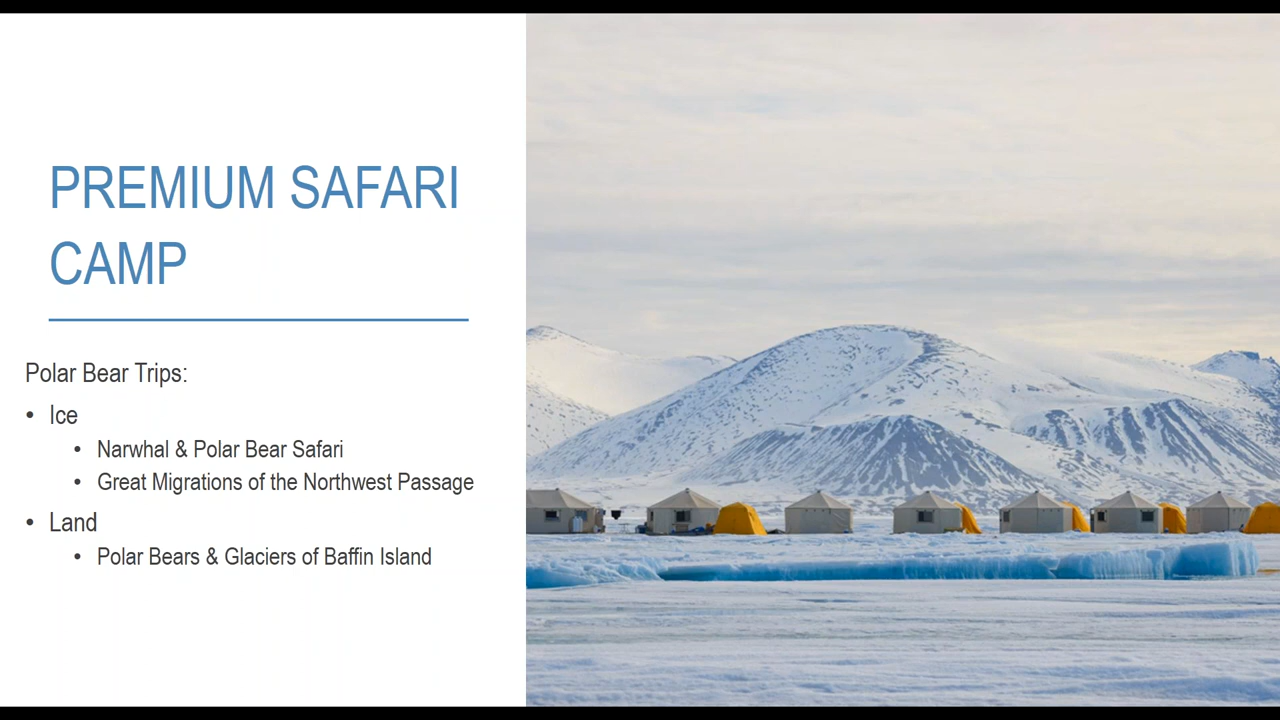 PREMIUM SAFARI
CAMP
Polar Bear Trips:
• Ice
• Narwhal & Polar Bear Safari
• Great Migrations of the Northwest Passage
• Land
• Polar Bears & Glaciers of Baffin Island